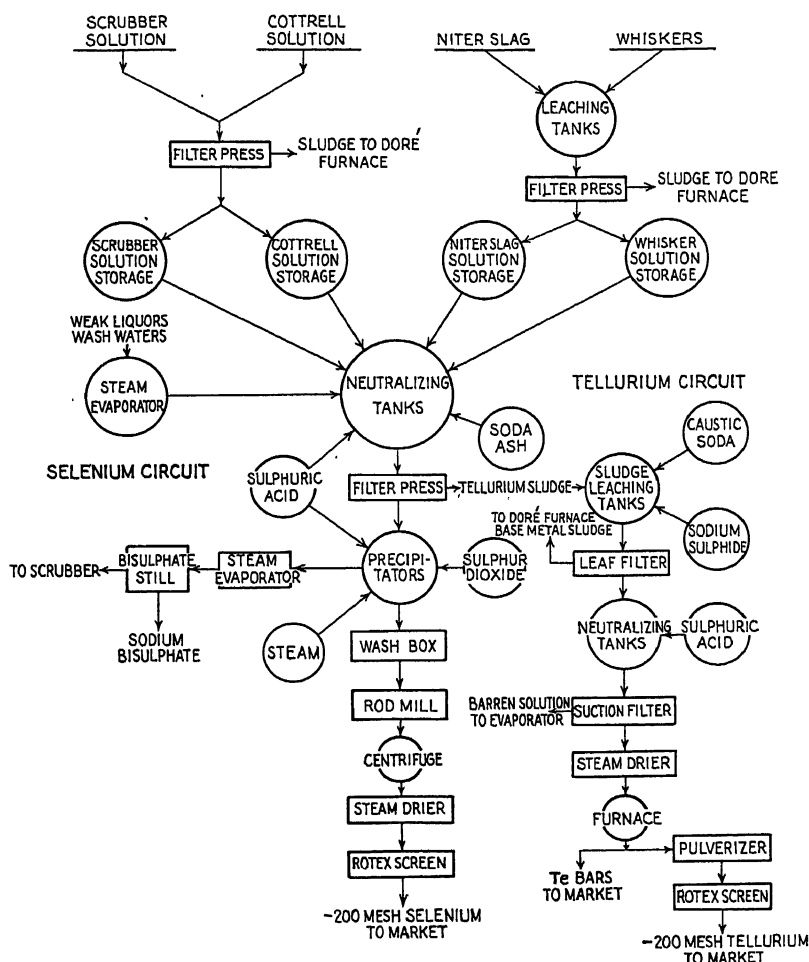 SCRUBBER
SOLUTION
COTTRELL
SOLUTION
NITER SLAG
WHISKERS
LEACHING
TANKS
FILTER PRESS
SLUDGE TO DORÉ
FURNACE
FILTER PRESS
SLUDGE TO DORE
FURNACE
SCRUBBER
SOLUTION
STORAGE
COTTRELL
SOLUTION
STORAGE
NITER SLAG
SOLUTION
STORAGE
WHISKER
SOLUTION
STORAGE
WEAK LIQUORS
WASH WATERS
STEAM
EVAPORATOR
NEUTRALIZING
TANKS
TELLURIUM CIRCUIT
SODA
ASH
CAUSTIC
SODA
SELENIUM CIRCUIT
SULPHURIC
ACID
FILTER PRESS
TELLURIUM SLUDGE
SLUDGE
LEACHING
TANKS
TO DORÉ FURNACE
BASE METAL SLUDGE
SODIUM
SULPHIDE
TO SCRUBBER
BISULPHATE
STILL
STEAM
EVAPORATOR
PRECIPI-
TATORS
SULPHUR
DIOXIDE
LEAF FILTER
SODIUM
BISULPHATE
STEAM
WASH BOX
NEUTRALIZING
TANKS
SULPHURIC
ACID
ROD MILL
BARREN SOLUTION
TO EVAPORATOR
SUCTION FILTER
CENTRIFUGE
STEAM DRIER
STEAM DRIER
FURNACE
ROTEX SCREEN
PULVERIZER
Te BARS
TO MARKET
ROTEX SCREEN
-200 MESH SELENIUM
TO MARKET
-200 MESH TELLURIUM
TO MARKET